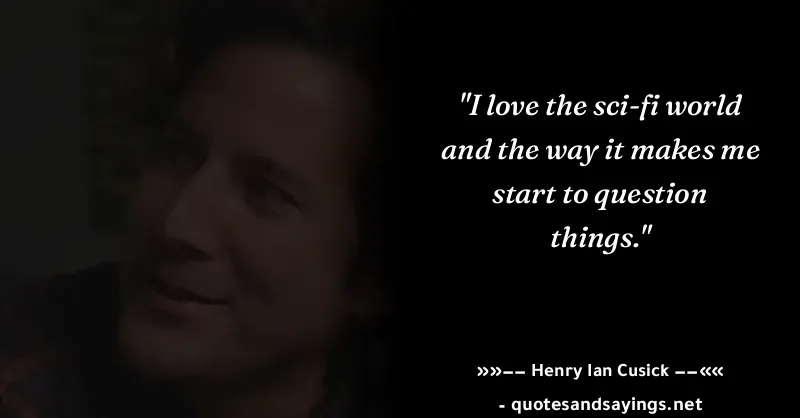 "I love the sci-fi world
and the way it makes me
start to question
things."
»»−− Henry Ian Cusick −−««
- quotesandsayings.net